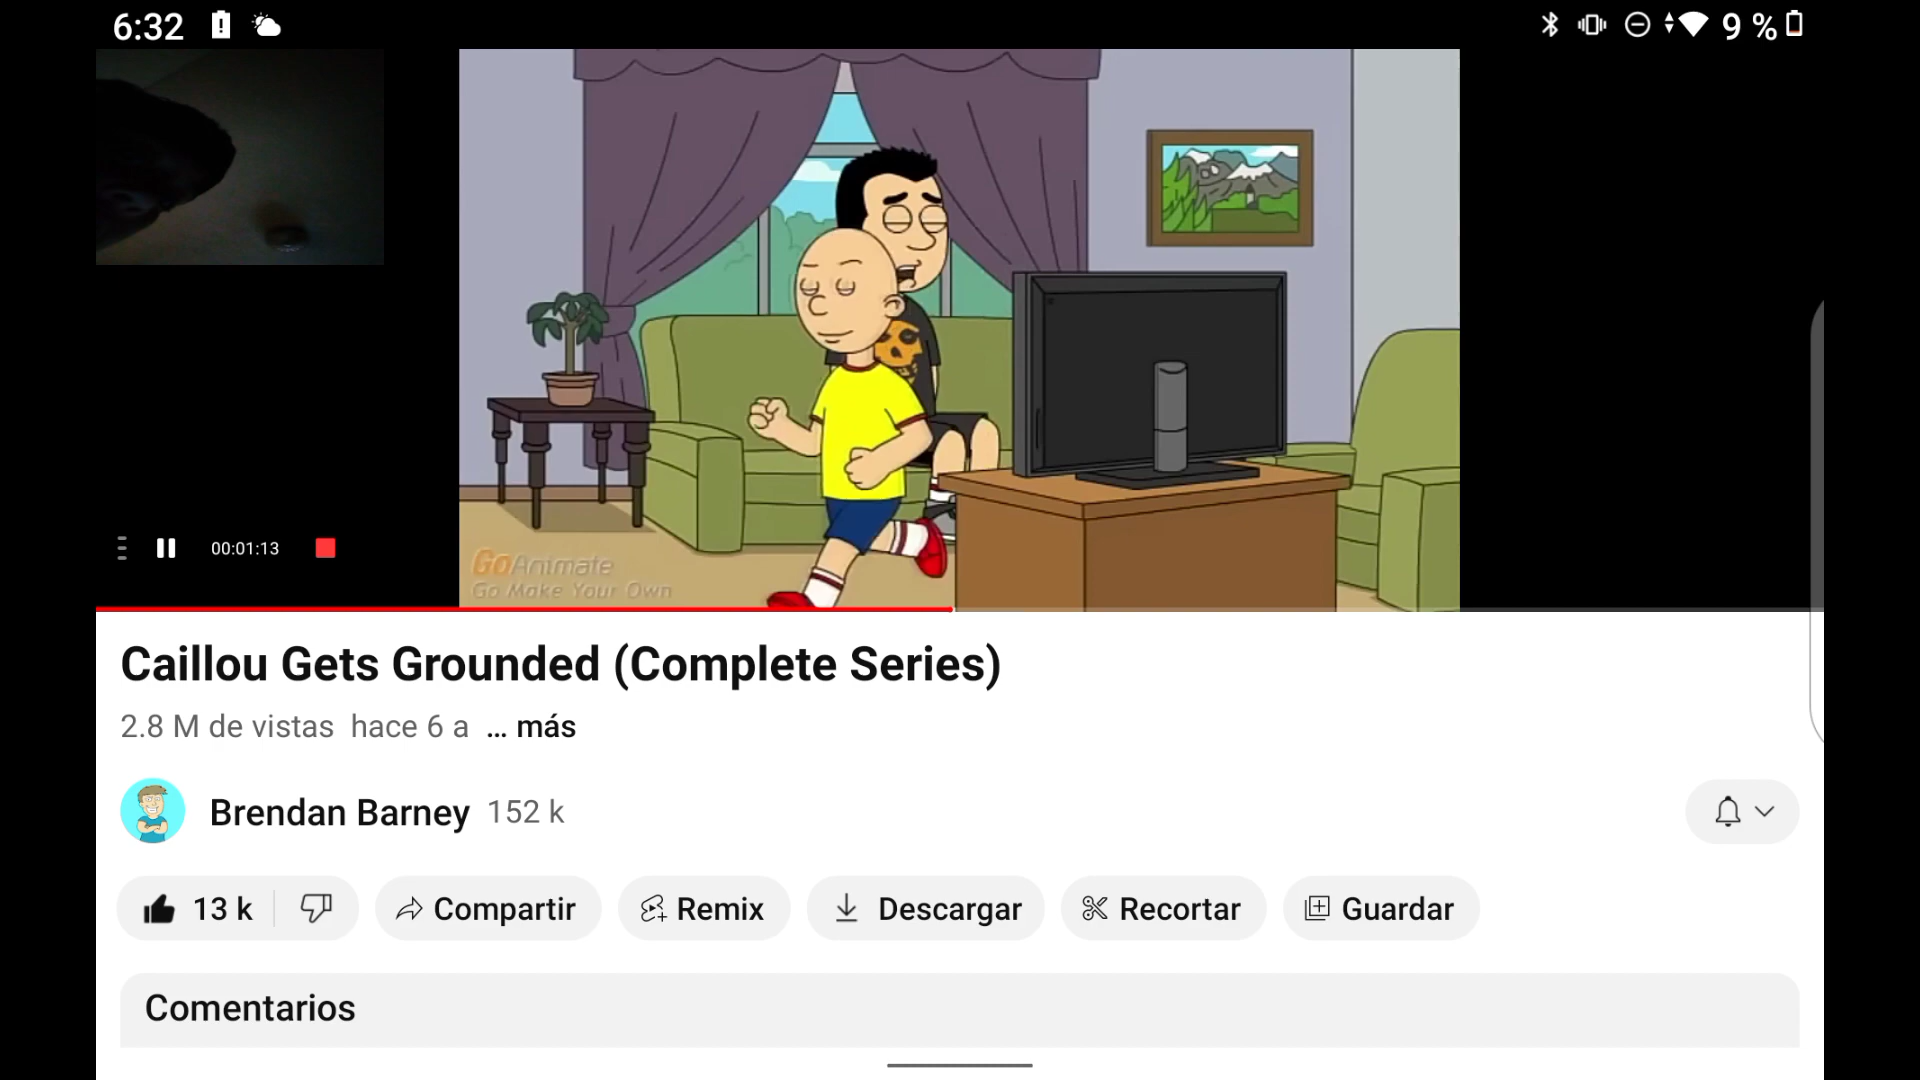 6:32
9 %
00:01:13
GoAnimate
Go Make Your Own
Caillou Gets Grounded (Complete Series)
2.8 M de vistas hace 6 a ... más
Brendan Barney 152 k
13 k Compartir Remix Descargar Recortar Guardar
Comentarios